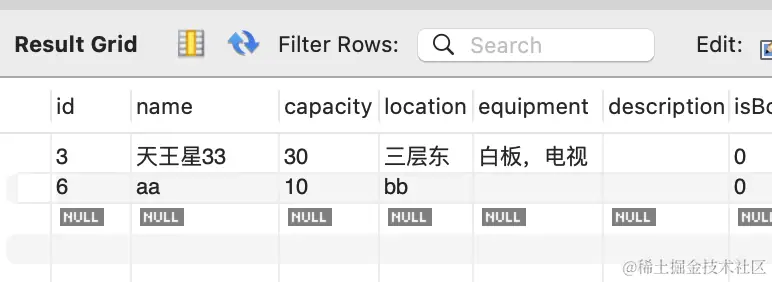 Result Grid Filter Rows: Search Edit:
id name capacity location equipment description isBo
3 天王星33 30 三层东 白板，电视 0
6 aa 10 bb 0
NULL NULL NULL NULL NULL NULL NULL
@稀土掘金技术社区